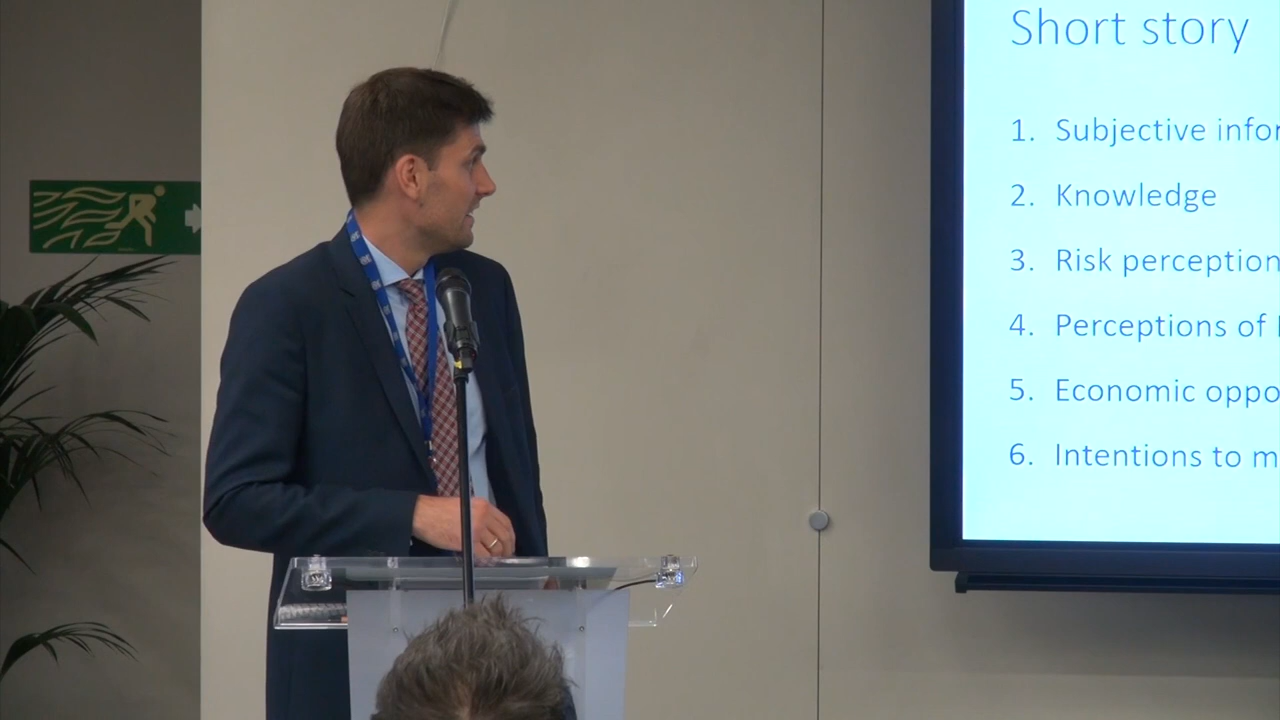 Short story
1. Subjective infor
2. Knowledge
3. Risk perception
4. Perceptions of
5. Economic oppo
6. Intentions to m